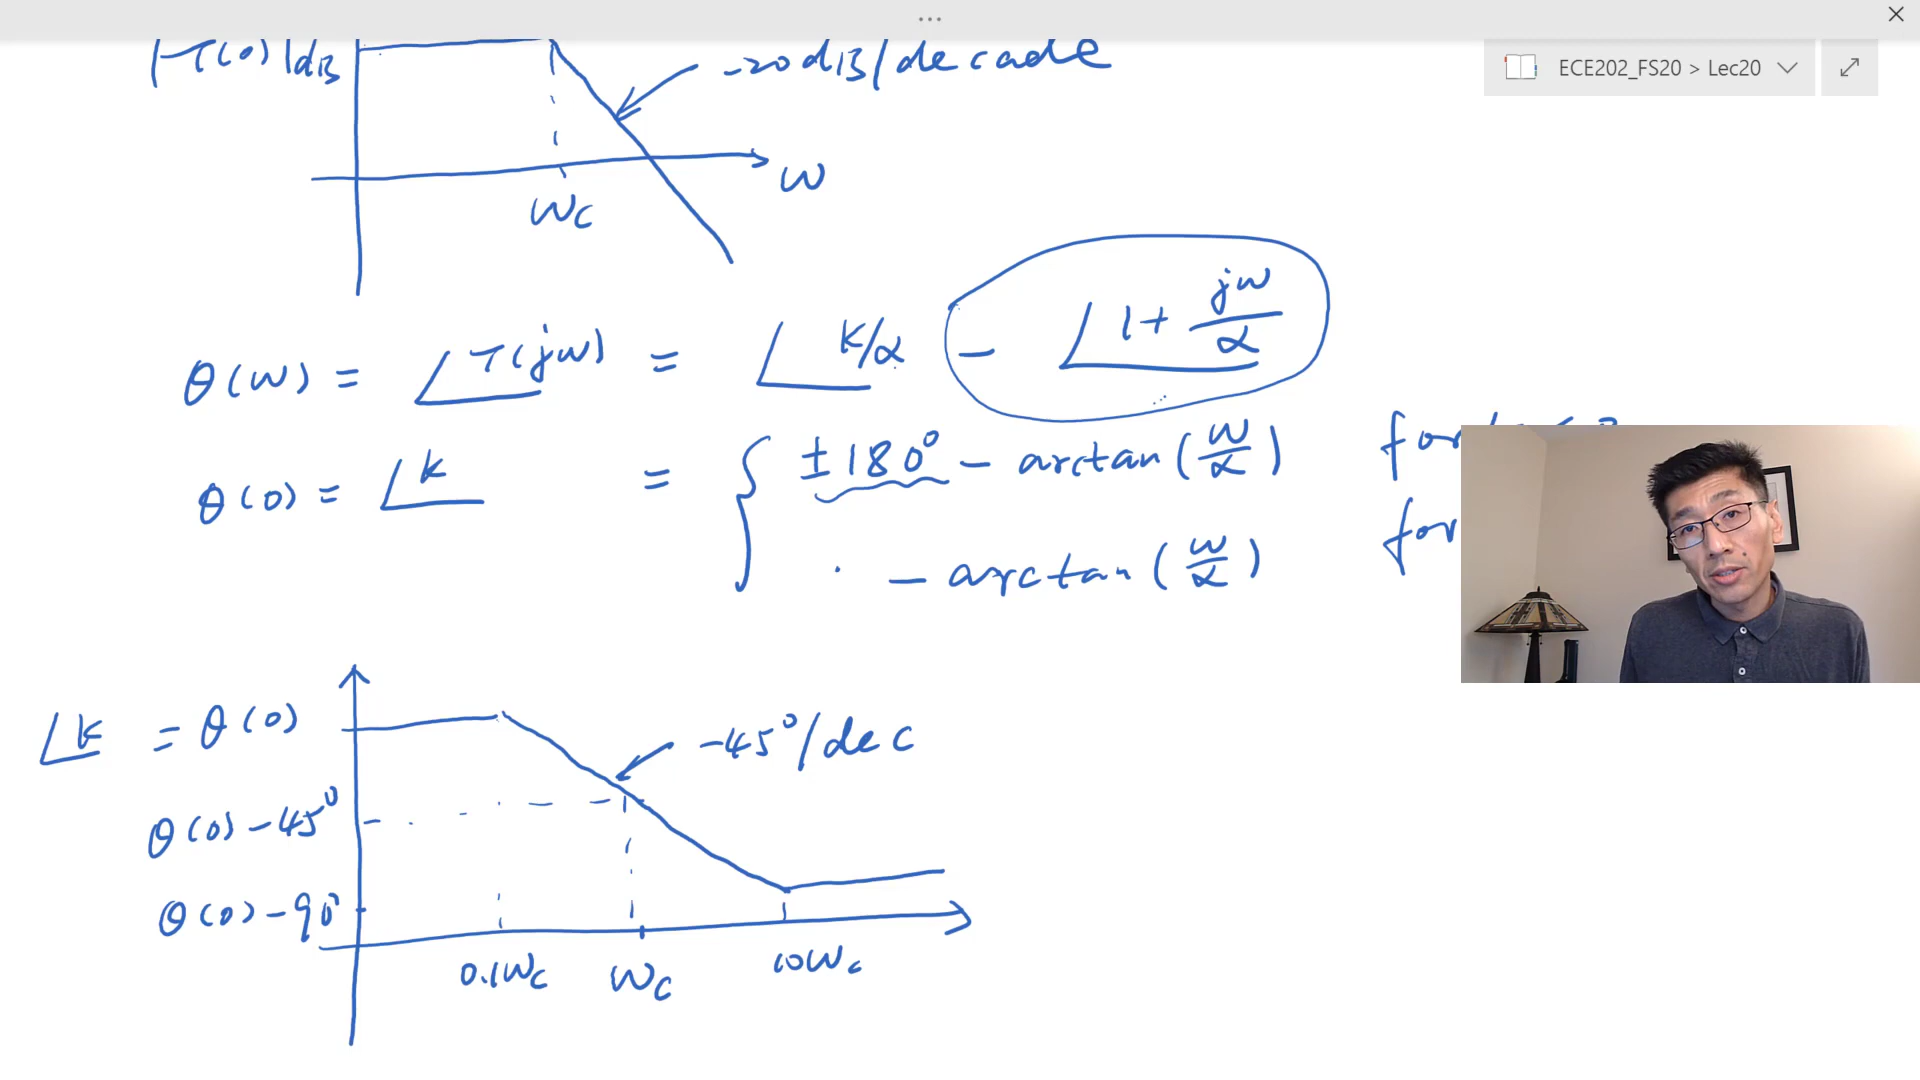 ECE202_FS20 > Lec20
|T(0)|dB
-20dB/decade
ω
ωc
θ(ω) = ∠T(jω) = ∠K/α - ∠1+ jω/α
θ(0) = ∠K = { ±180° - arctan(ω/α) for
- arctan(ω/α) for
∠K = θ(0)
-45°/dec
θ(0)-45°
θ(0)-90°
0.1ωc ωc 10ωc